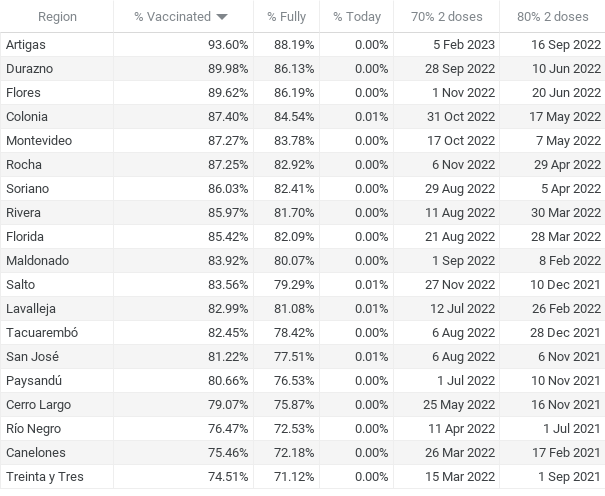 Region % Vaccinated % Fully % Today 70% 2 doses 80% 2 doses
Artigas 93.60% 88.19% 0.00% 5 Feb 2023 16 Sep 2022
Durazno 89.98% 86.13% 0.00% 28 Sep 2022 10 Jun 2022
Flores 89.62% 86.19% 0.00% 1 Nov 2022 20 Jun 2022
Colonia 87.40% 84.54% 0.01% 31 Oct 2022 17 May 2022
Montevideo 87.27% 83.78% 0.00% 17 Oct 2022 7 May 2022
Rocha 87.25% 82.92% 0.00% 6 Nov 2022 29 Apr 2022
Soriano 86.03% 82.41% 0.00% 29 Aug 2022 5 Apr 2022
Rivera 85.97% 81.70% 0.00% 11 Aug 2022 30 Mar 2022
Florida 85.42% 82.09% 0.00% 21 Aug 2022 28 Mar 2022
Maldonado 83.92% 80.07% 0.00% 1 Sep 2022 8 Feb 2022
Salto 83.56% 79.29% 0.01% 27 Nov 2022 10 Dec 2021
Lavalleja 82.99% 81.08% 0.01% 12 Jul 2022 26 Feb 2022
Tacuarembó 82.45% 78.42% 0.00% 6 Aug 2022 28 Dec 2021
San José 81.22% 77.51% 0.01% 6 Aug 2022 6 Nov 2021
Paysandú 80.66% 76.53% 0.00% 1 Jul 2022 10 Nov 2021
Cerro Largo 79.07% 75.87% 0.00% 25 May 2022 16 Nov 2021
Río Negro 76.47% 72.53% 0.00% 11 Apr 2022 1 Jul 2021
Canelones 75.46% 72.18% 0.00% 26 Mar 2022 17 Feb 2021
Treinta y Tres 74.51% 71.12% 0.00% 15 Mar 2022 1 Sep 2021